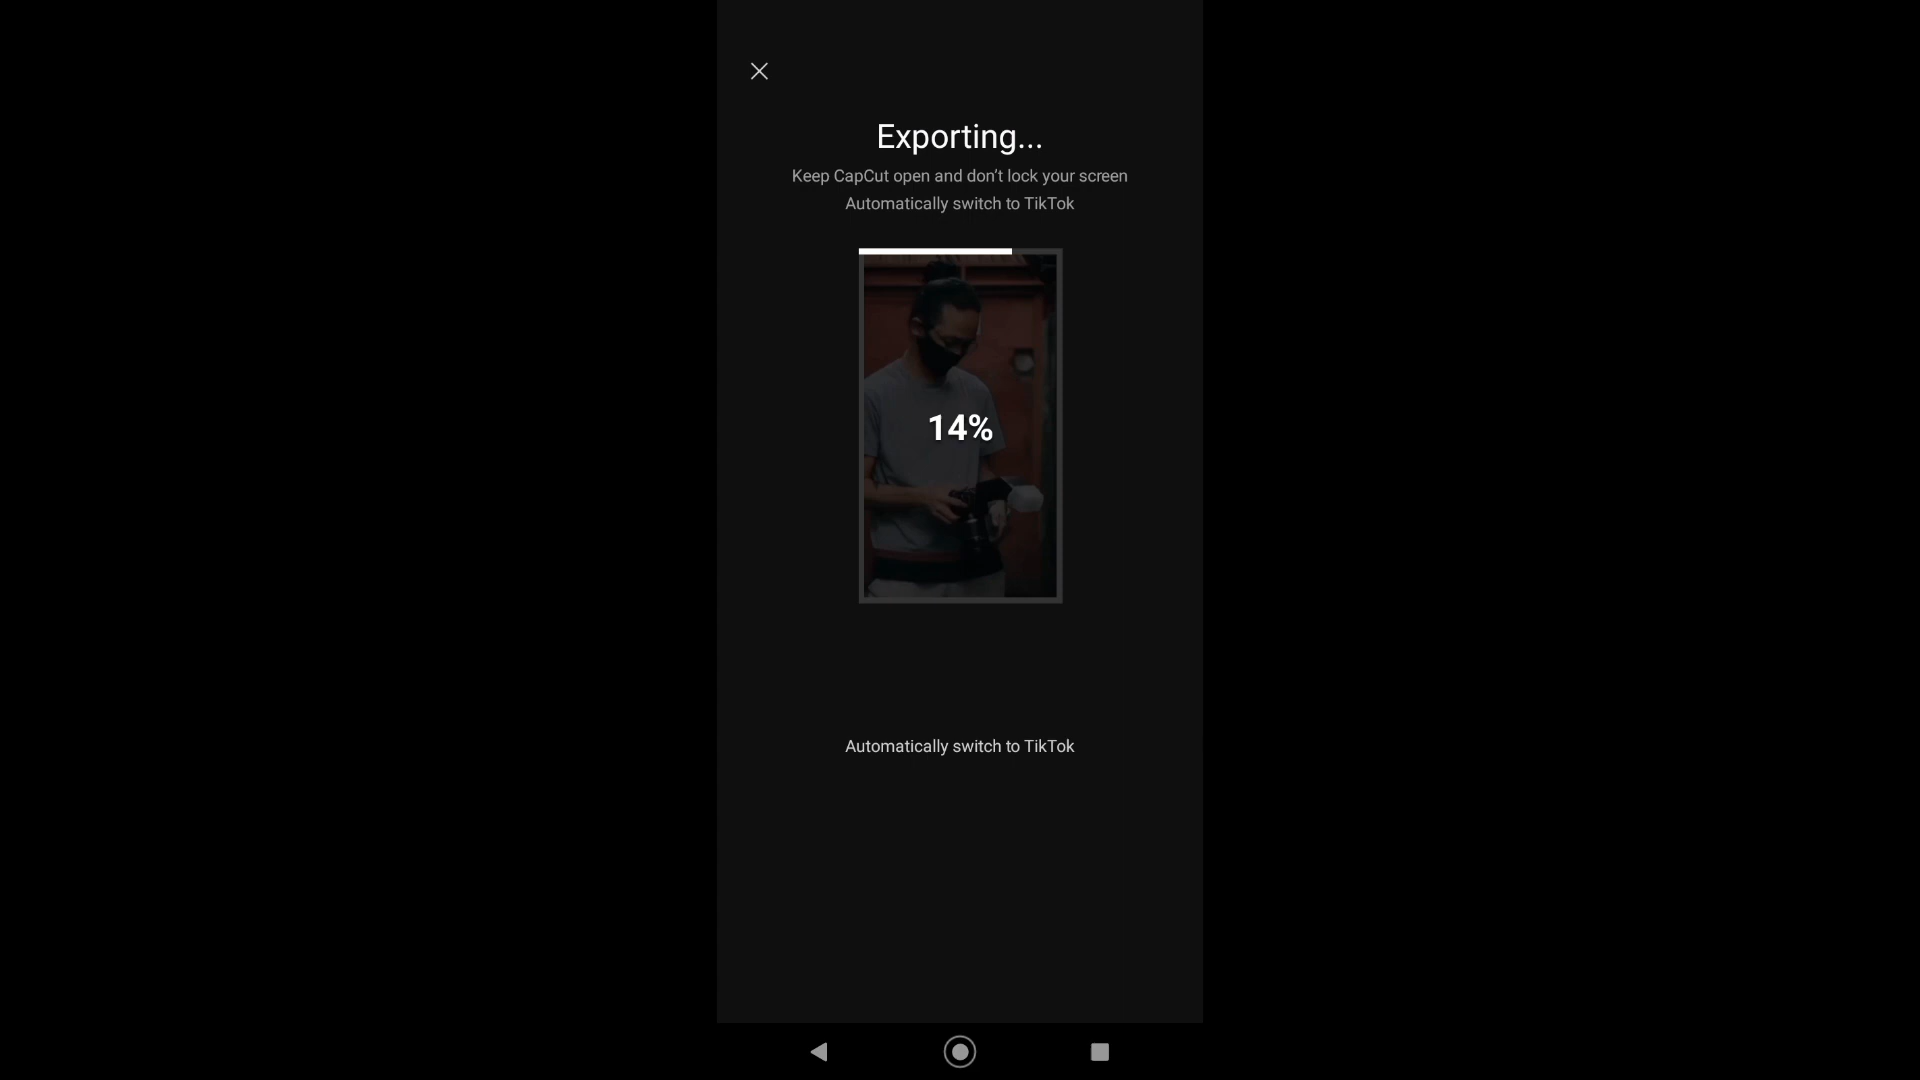 Exporting...
Keep CapCut open and don’t lock your screen
Automatically switch to TikTok
14%
Automatically switch to TikTok